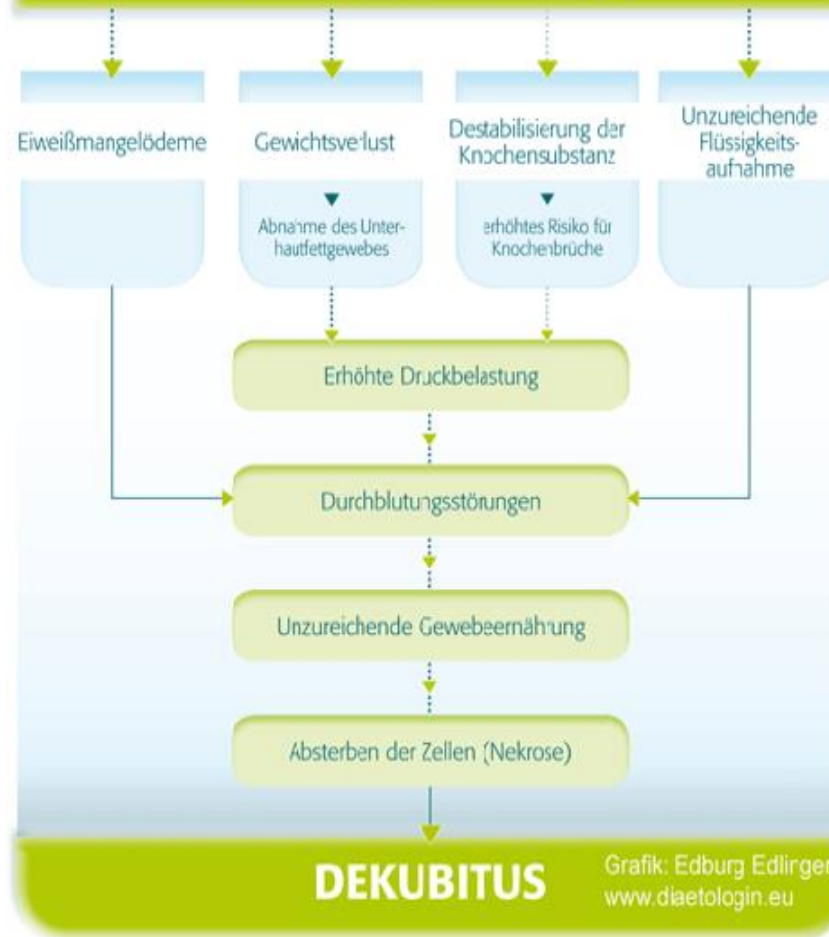 Eiweißmangelödeme
Gewichtsverlust
Abnahme des Unter-
hautfettgewebes
Destabilisierung der
Knochensubstanz
erhöhtes Risiko für
Knochenbrüche
Unzureichende
Flüssigkeits-
aufnahme
Erhöhte Druckbelastung
Durchblutungsstörungen
Unzureichende Gewebeernährung
Absterben der Zellen (Nekrose)
DEKUBITUS
Grafik: Edburg Edlinger
www.diaetologin.eu